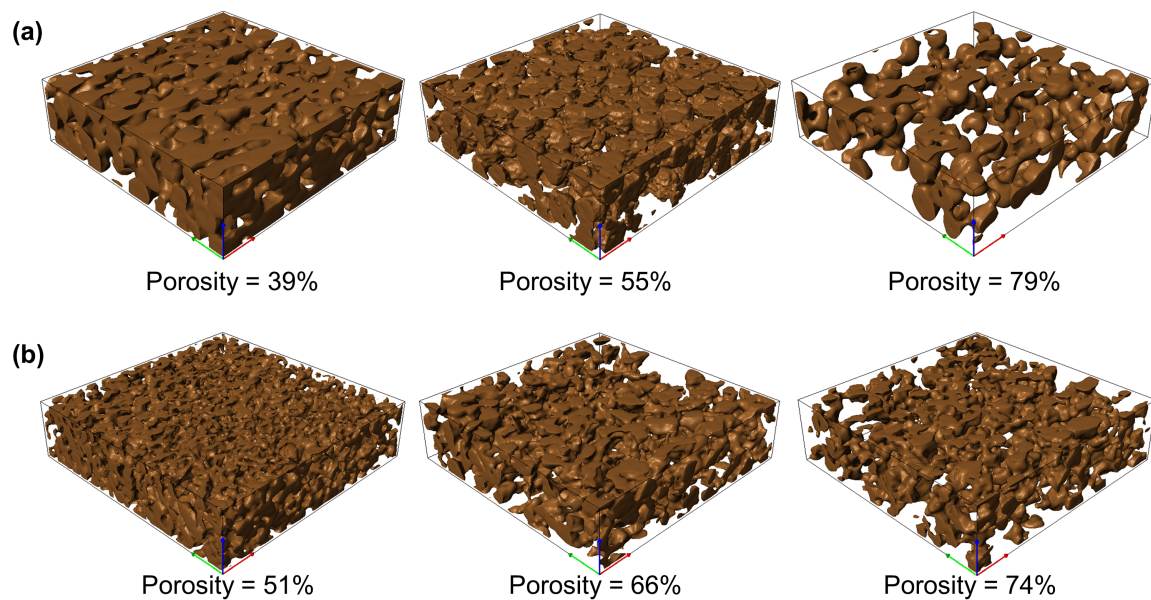 (a)
Porosity = 39%
Porosity = 55%
Porosity = 79%
(b)
Porosity = 51%
Porosity = 66%
Porosity = 74%